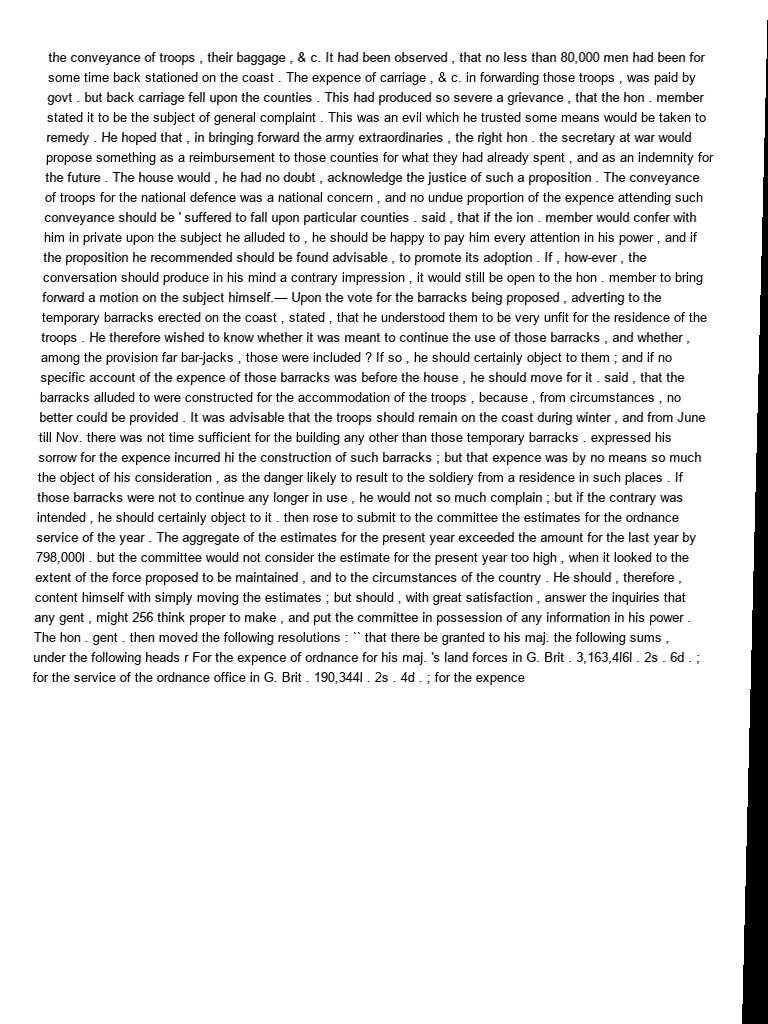 the conveyance of troops , their baggage , & c. It had been observed , that no less than 80,000 men had been for
some time back stationed on the coast . The expence of carriage , & c. in forwarding those troops , was paid by
govt . but back carriage fell upon the counties . This had produced so severe a grievance , that the hon . member
stated it to be the subject of general complaint . This was an evil which he trusted some means would be taken to
remedy . He hoped that , in bringing forward the army extraordinaries , the right hon . the secretary at war would
propose something as a reimbursement to those counties for what they had already spent , and as an indemnity for
the future . The house would , he had no doubt , acknowledge the justice of such a proposition . The conveyance
of troops for the national defence was a national concern , and no undue proportion of the expence attending such
conveyance should be ' suffered to fall upon particular counties . said , that if the ion . member would confer with
him in private upon the subject he alluded to , he should be happy to pay him every attention in his power , and if
the proposition he recommended should be found advisable , to promote its adoption . If , how-ever , the
conversation should produce in his mind a contrary impression , it would still be open to the hon . member to bring
forward a motion on the subject himself.— Upon the vote for the barracks being proposed , adverting to the
temporary barracks erected on the coast , stated , that he understood them to be very unfit for the residence of the
troops . He therefore wished to know whether it was meant to continue the use of those barracks , and whether ,
among the provision far bar-jacks , those were included ? If so , he should certainly object to them ; and if no
specific account of the expence of those barracks was before the house , he should move for it . said , that the
barracks alluded to were constructed for the accommodation of the troops , because , from circumstances , no
better could be provided . It was advisable that the troops should remain on the coast during winter , and from June
till Nov. there was not time sufficient for the building any other than those temporary barracks . expressed his
sorrow for the expence incurred hi the construction of such barracks ; but that expence was by no means so much
the object of his consideration , as the danger likely to result to the soldiery from a residence in such places . If
those barracks were not to continue any longer in use , he would not so much complain ; but if the contrary was
intended , he should certainly object to it . then rose to submit to the committee the estimates for the ordnance
service of the year . The aggregate of the estimates for the present year exceeded the amount for the last year by
798,000l . but the committee would not consider the estimate for the present year too high , when it looked to the
extent of the force proposed to be maintained , and to the circumstances of the country . He should , therefore ,
content himself with simply moving the estimates ; but should , with great satisfaction , answer the inquiries that
any gent , might 256 think proper to make , and put the committee in possession of any information in his power .
The hon . gent . then moved the following resolutions : `` that there be granted to his maj. the following sums ,
under the following heads r For the expence of ordnance for his maj. 's land forces in G. Brit . 3,163,4l6l . 2s . 6d . ;
for the service of the ordnance office in G. Brit . 190,344l . 2s . 4d . ; for the expence